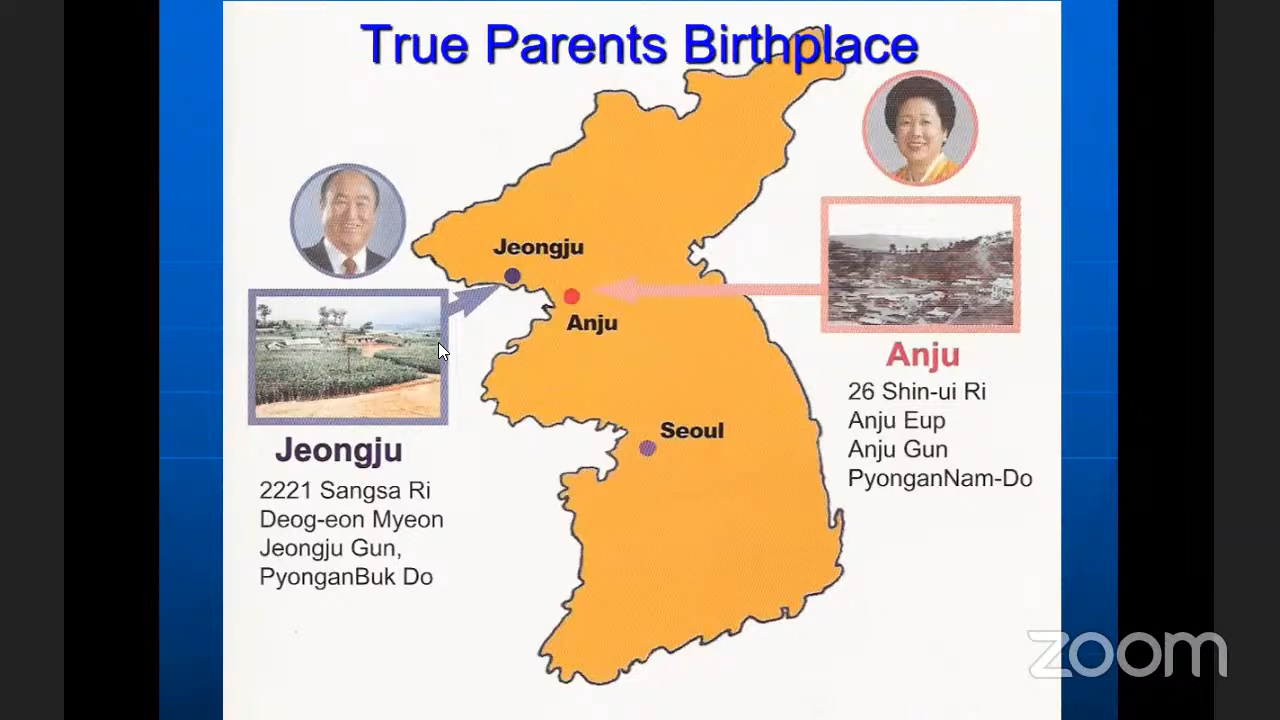 True Parents Birthplace
Jeongju
Anju
Seoul
Jeongju
2221 Sangsa Ri
Deog-eon Myeon
Jeongju Gun,
PyonganBuk Do
Anju
26 Shin-ui Ri
Anju Eup
Anju Gun
PyonganNam-Do
zoom